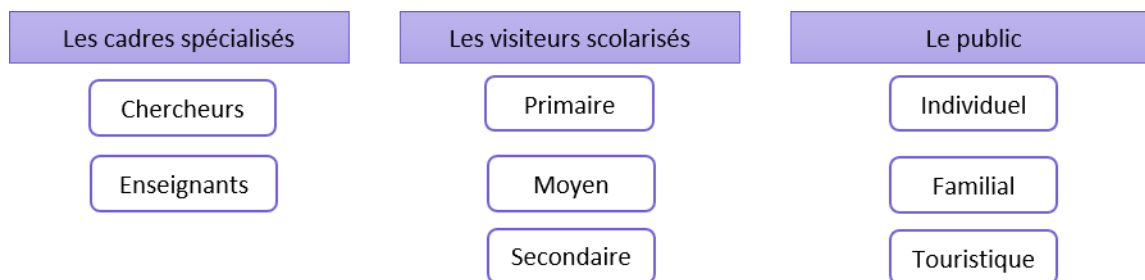 Les cadres spécialisés
Chercheurs
Enseignants
Les visiteurs scolarisés
Primaire
Moyen
Secondaire
Le public
Individuel
Familial
Touristique